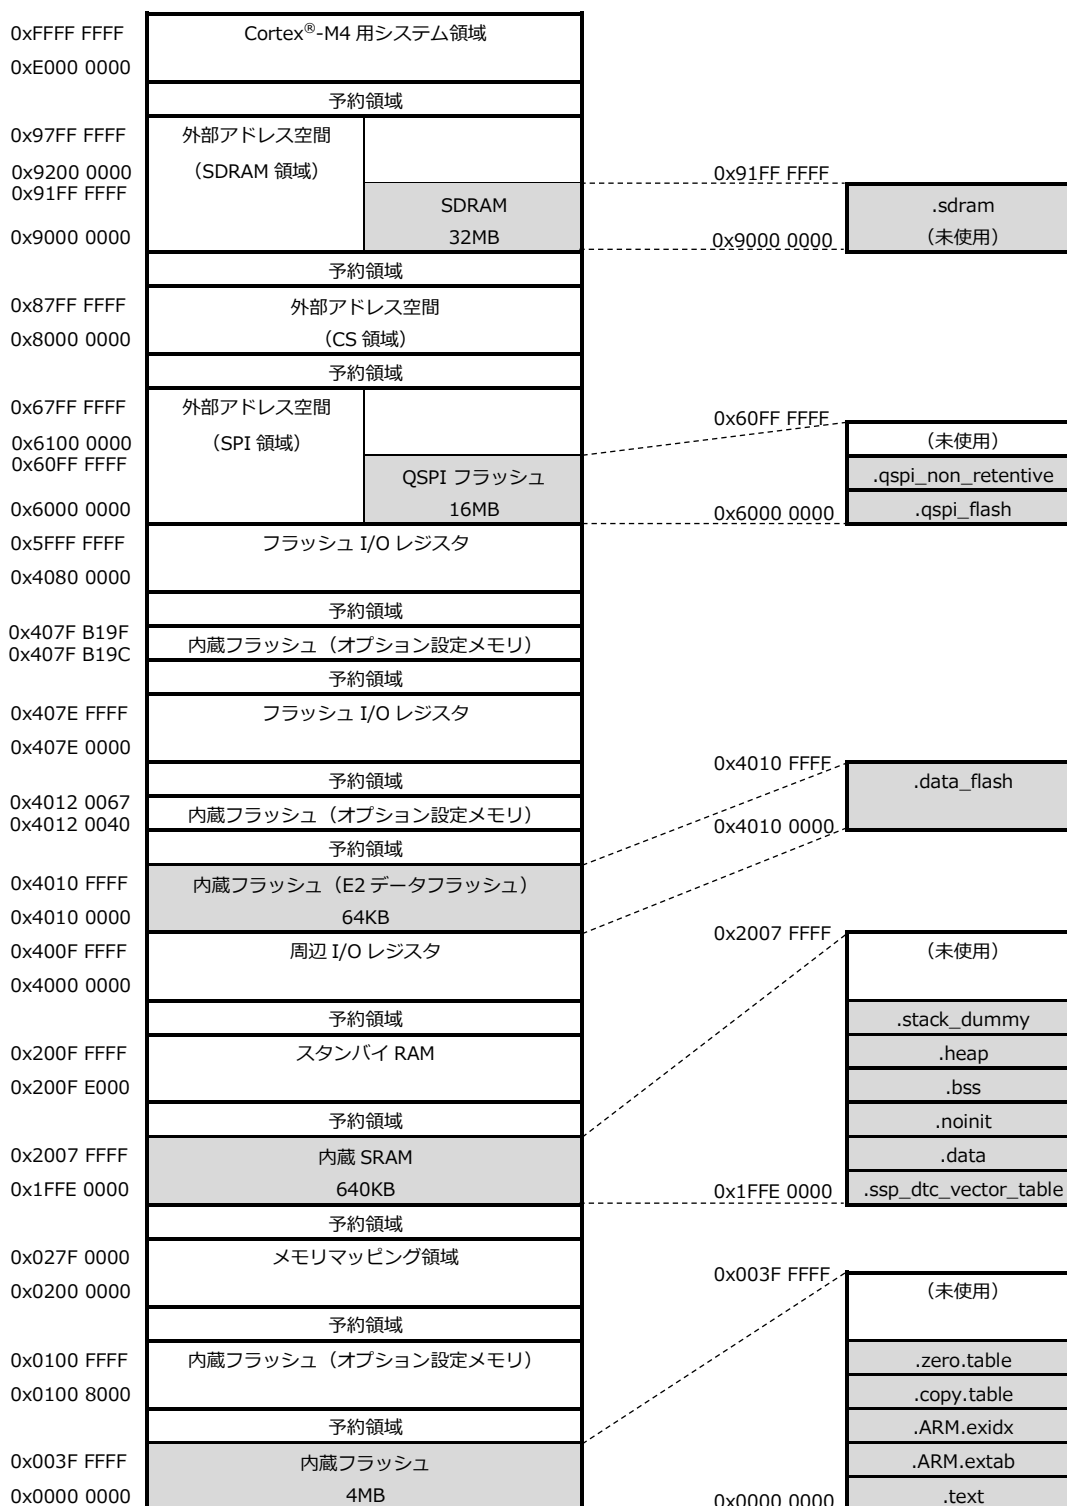 0xFFFF FFFF
Cortex®-M4 用システム領域
0xE000 0000
予約領域
0x97FF FFFF
外部アドレス空間
0x9200 0000
（SDRAM 領域）
0x91FF FFFF
0x91FF FFFF
SDRAM
.sdram
0x9000 0000
32MB
0x9000 0000
（未使用）
予約領域
0x87FF FFFF
外部アドレス空間
0x8000 0000
（CS 領域）
予約領域
0x67FF FFFF
外部アドレス空間
0x60FF FFFF
0x6100 0000
（SPI 領域）
（未使用）
0x60FF FFFF
QSPI フラッシュ
.qspi_non_retentive
0x6000 0000
16MB
0x6000 0000
.qspi_flash
0x5FFF FFFF
フラッシュ I/O レジスタ
0x4080 0000
予約領域
0x407F B19F
内蔵フラッシュ（オプション設定メモリ）
0x407F B19C
予約領域
0x407E FFFF
フラッシュ I/O レジスタ
0x407E 0000
0x4010 FFFF
予約領域
.data_flash
0x4012 0067
内蔵フラッシュ（オプション設定メモリ）
0x4012 0040
0x4010 0000
予約領域
0x4010 FFFF
内蔵フラッシュ（E2 データフラッシュ）
0x4010 0000
64KB
0x2007 FFFF
0x400F FFFF
周辺 I/O レジスタ
（未使用）
0x4000 0000
予約領域
.stack_dummy
0x200F FFFF
スタンバイ RAM
.heap
0x200F E000
.bss
予約領域
.noinit
0x2007 FFFF
内蔵 SRAM
.data
0x1FFE 0000
640KB
0x1FFE 0000
.ssp_dtc_vector_table
予約領域
0x027F 0000
メモリマッピング領域
0x003F FFFF
0x0200 0000
（未使用）
予約領域
0x0100 FFFF
内蔵フラッシュ（オプション設定メモリ）
.zero.table
0x0100 8000
.copy.table
予約領域
.ARM.exidx
0x003F FFFF
内蔵フラッシュ
.ARM.extab
0x0000 0000
4MB
0x0000 0000
.text